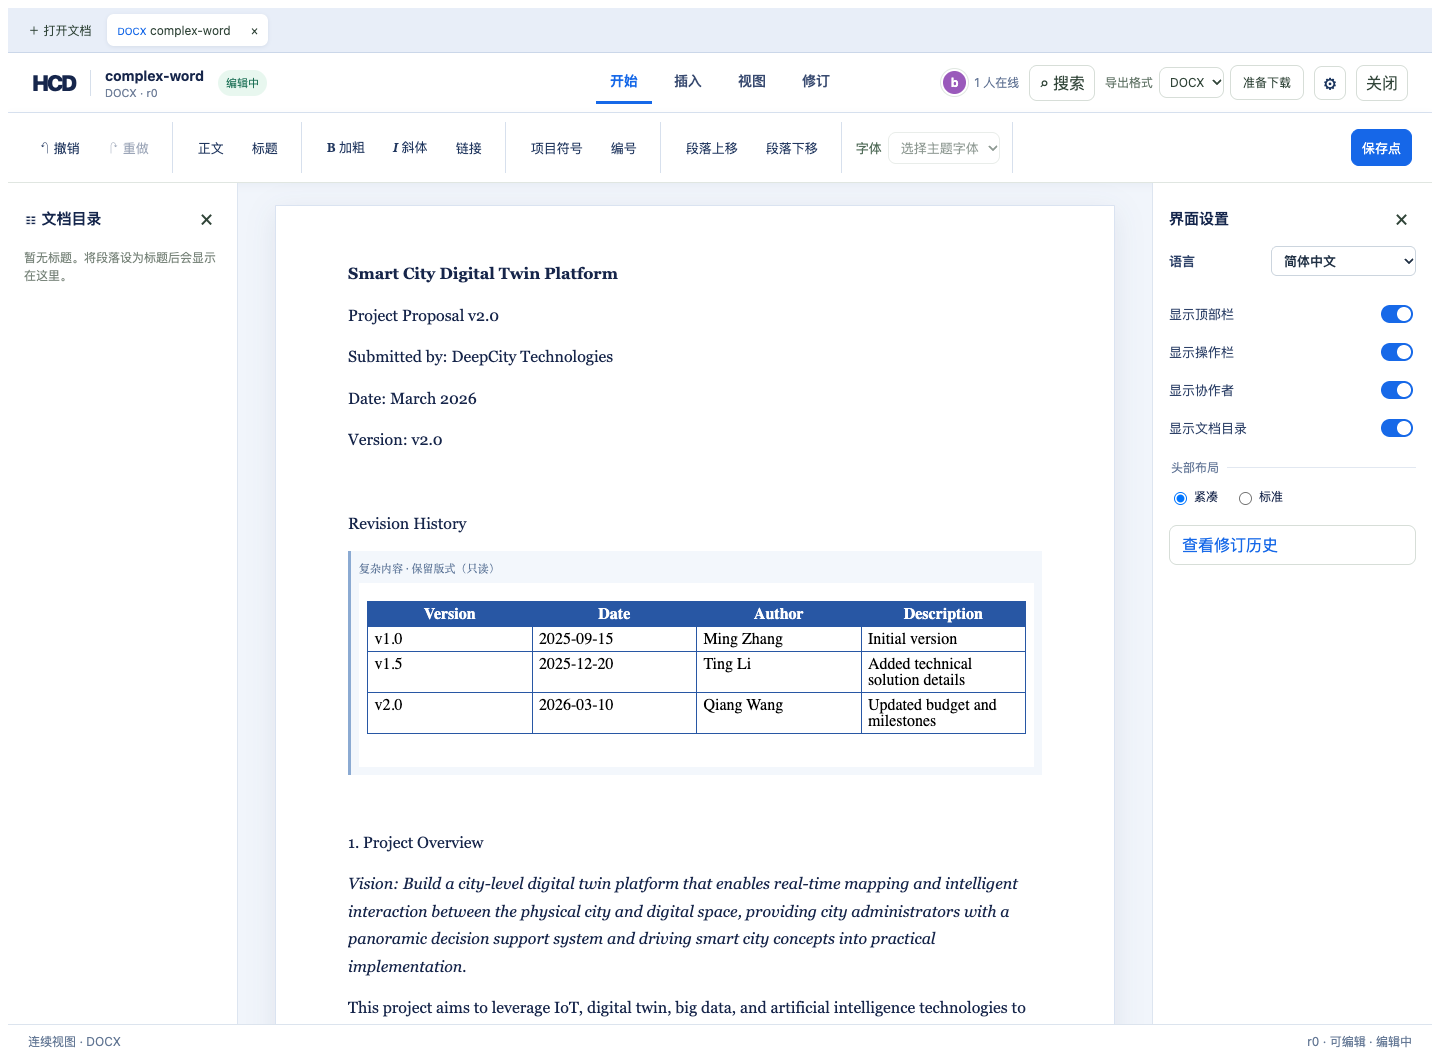 + 打开文档
DOCX complex-word ×
HCD
complex-word
DOCX · r0
编辑中
开始 插入 视图 修订
b 1 人在线 搜索 导出格式 DOCX 准备下载 关闭
撤销 重做 正文 标题 B 加粗 I 斜体 链接 项目符号 编号 段落上移 段落下移 字体 选择主题字体 保存点
文档目录 ×
暂无标题。将段落设为标题后会显示
在这里。
Smart City Digital Twin Platform
Project Proposal v2.0
Submitted by: DeepCity Technologies
Date: March 2026
Version: v2.0
Revision History
复杂内容 · 保留版式（只读）
Version Date Author Description
v1.0 2025-09-15 Ming Zhang Initial version
v1.5 2025-12-20 Ting Li Added technical
solution details
v2.0 2026-03-10 Qiang Wang Updated budget and
milestones
1. Project Overview
Vision: Build a city-level digital twin platform that enables real-time mapping and intelligent
interaction between the physical city and digital space, providing city administrators with a
panoramic decision support system and driving smart city concepts into practical
implementation.
This project aims to leverage IoT, digital twin, big data, and artificial intelligence technologies to
界面设置 ×
语言 简体中文
显示顶部栏
显示操作栏
显示协作者
显示文档目录
头部布局
紧凑 标准
查看修订历史
连续视图 · DOCX
r0 · 可编辑 · 编辑中